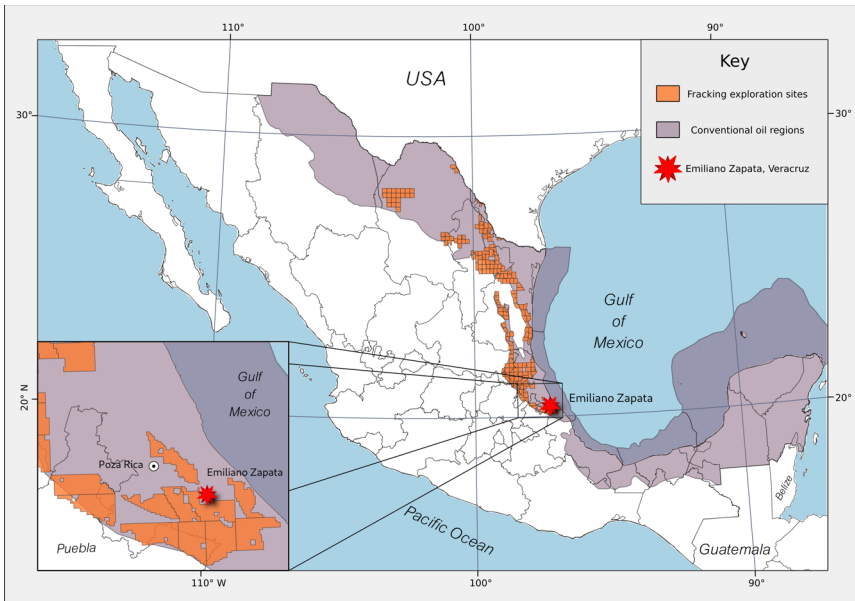 110°
100°
90°
USA
Key
Fracking exploration sites
Conventional oil regions
Emiliano Zapata, Veracruz
30°
30°
Gulf
of
Mexico
Emiliano Zapata
20° N
20°
Gulf
of
Mexico
Poza Rica
Emiliano Zapata
Puebla
Pacific Ocean
Belize
Guatemala
110° W
100°
90°